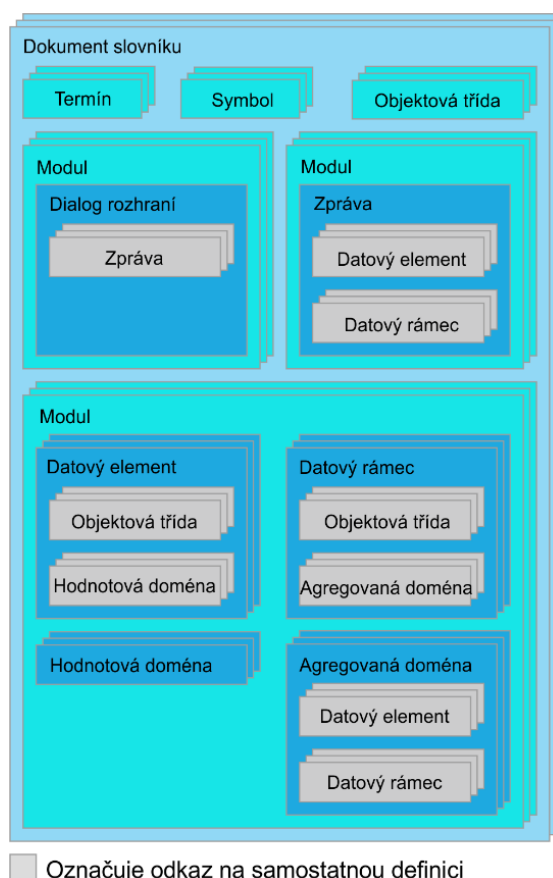 Dokument slovníku
Termín
Symbol
Objektová třída
Modul
Dialog rozhraní
Zpráva
Modul
Zpráva
Datový element
Datový rámec
Modul
Datový element
Objektová třída
Hodnotová doména
Hodnotová doména
Datový rámec
Objektová třída
Agregovaná doména
Agregovaná doména
Datový element
Datový rámec
Označuje odkaz na samostatnou definici